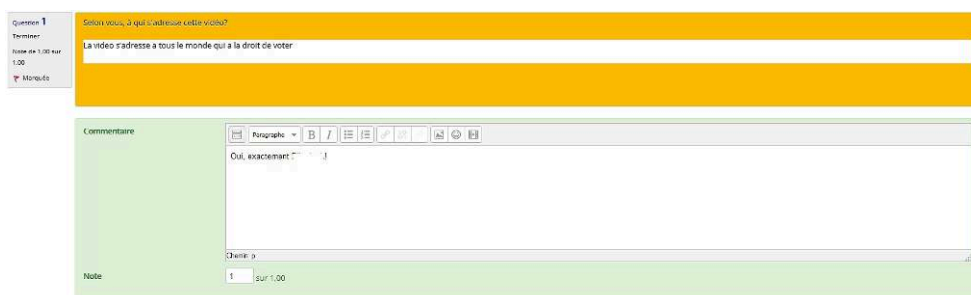 Question 1
Terminer
Note de 1,00 sur
1,00
Marquée
Selon vous, à qui s'adresse cette vidéo?
La video s'adresse a tous le monde qui a la droit de voter
Commentaire
Paragraphe
B I
Oui, exactement !
Chemin: p
Note
1 sur 1,00